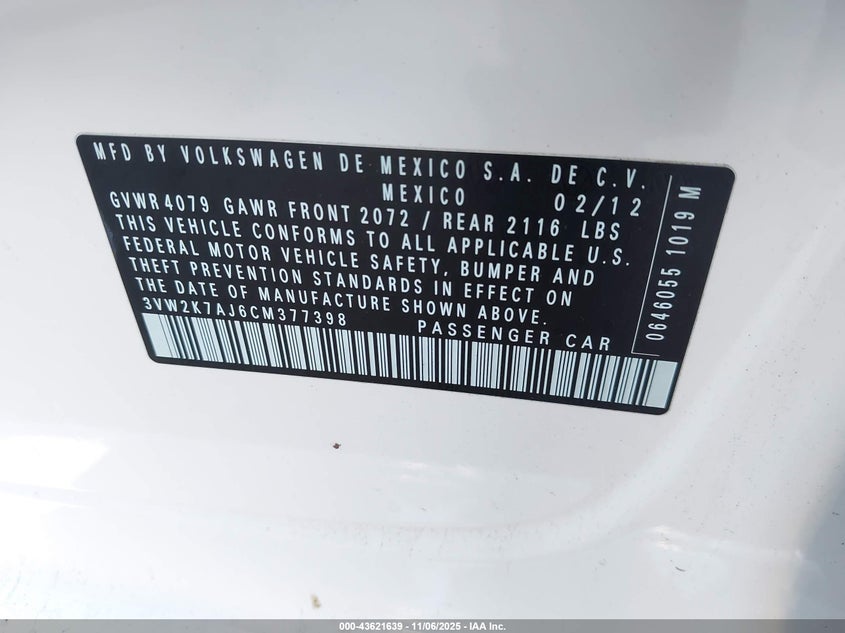 MFD BY VOLKSWAGEN DE MEXICO S.A. DE C.V.
MEXICO 02/12
GVWR 4079 GAWR FRONT 2072 / REAR 2116 LBS
THIS VEHICLE CONFORMS TO ALL APPLICABLE U.S.
FEDERAL MOTOR VEHICLE SAFETY, BUMPER AND
THEFT PREVENTION STANDARDS IN EFFECT ON
THE DATE OF MANUFACTURE SHOWN ABOVE.
3VW2K7AJ6CM377398 PASSENGER CAR
0646055 1019 M
000-43621639 - 11/06/2025 - IAA Inc.